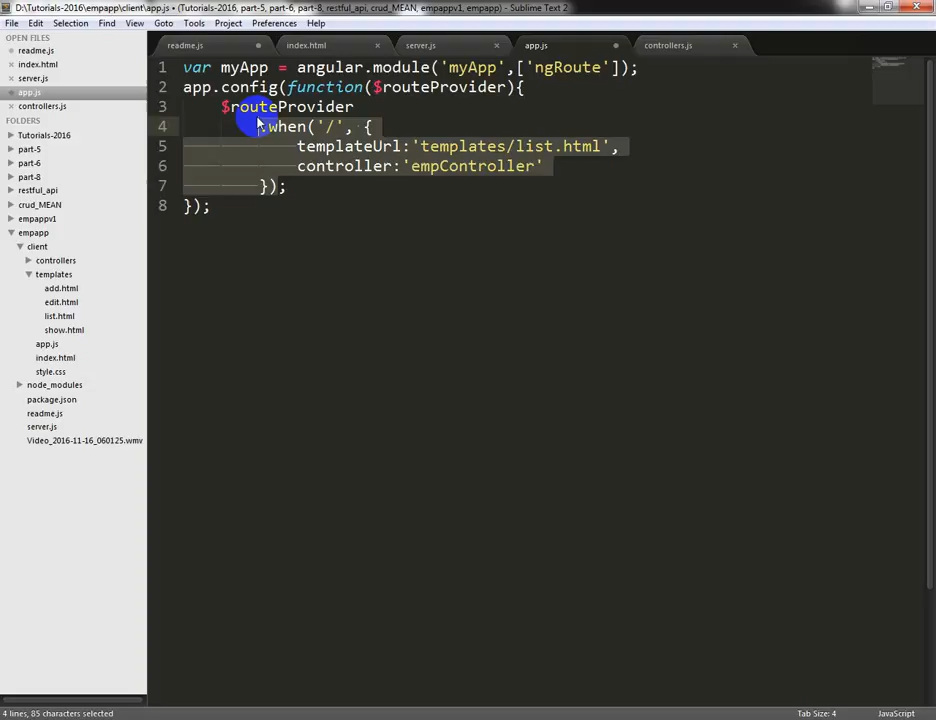 D:\Tutorials-2016\empapp\client\app.js • (Tutorials-2016, part-5, part-6, part-8, restful_api, crud_MEAN, empappv1, empapp) - Sublime Text 2
File Edit Selection Find View Goto Tools Project Preferences Help
OPEN FILES
readme.js
index.html
server.js
app.js
controllers.js
FOLDERS
Tutorials-2016
part-5
part-6
part-8
restful_api
crud_MEAN
empappv1
empapp
client
controllers
templates
add.html
edit.html
list.html
show.html
app.js
index.html
style.css
node_modules
package.json
readme.js
server.js
Video_2016-11-16_060125.wmv
readme.js index.html server.js app.js controllers.js
1 var myApp = angular.module('myApp',['ngRoute']);
2 app.config(function($routeProvider){
3 $routeProvider
4 .when('/', {
5 templateUrl:'templates/list.html',
6 controller:'empController'
7 });
8 });
4 lines, 85 characters selected
Tab Size: 4
JavaScript